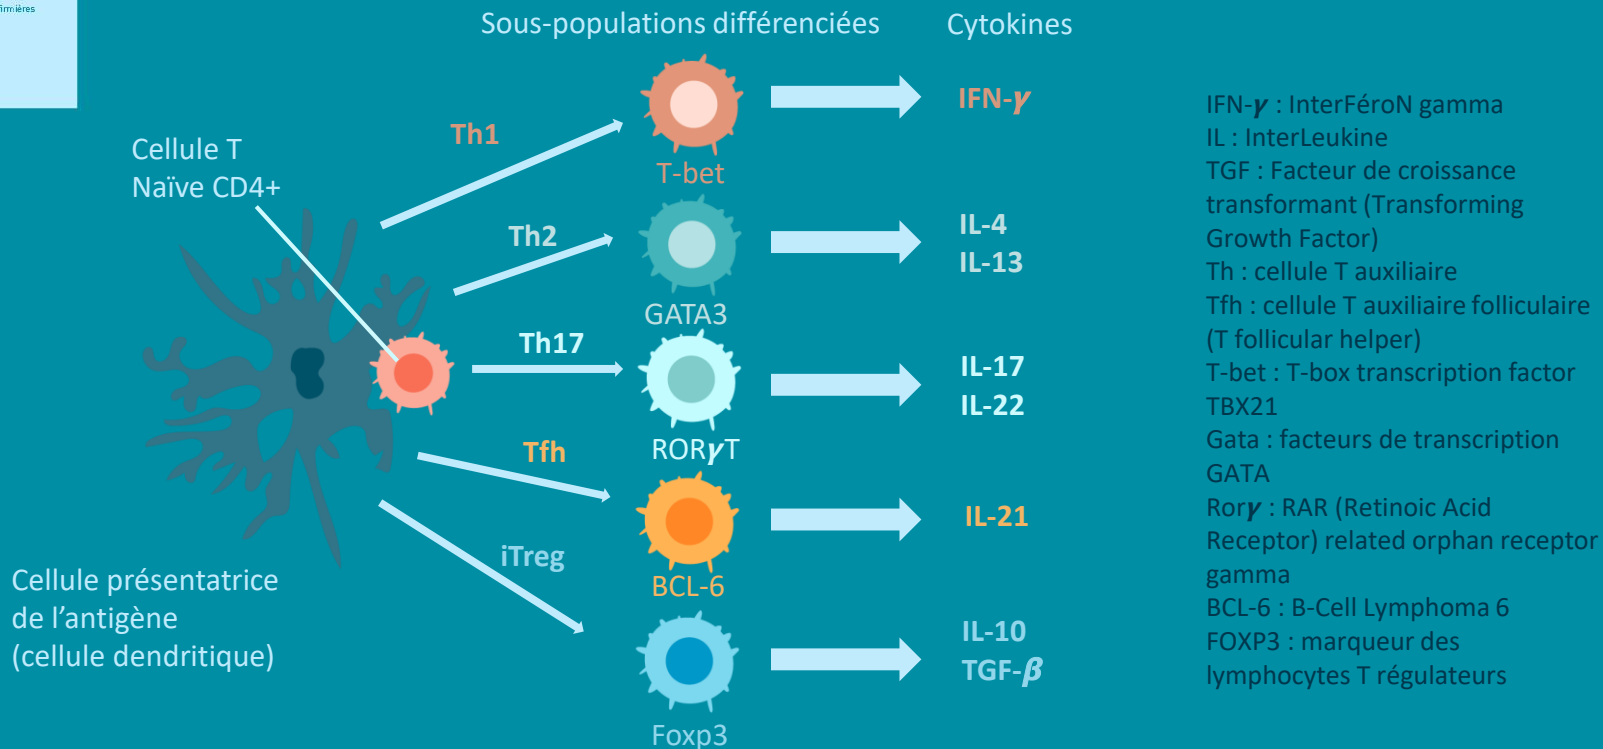 firmières
Sous-populations différenciées
Cytokines
Cellule T
Naïve CD4+
Th1
T-bet
IFN-γ
Th2
GATA3
IL-4
IL-13
Th17
RORγT
IL-17
IL-22
Tfh
BCL-6
IL-21
iTreg
Foxp3
IL-10
TGF-β
Cellule présentatrice
de l’antigène
(cellule dendritique)
IFN-γ : InterFéroN gamma
IL : InterLeukine
TGF : Facteur de croissance
transformant (Transforming
Growth Factor)
Th : cellule T auxiliaire
Tfh : cellule T auxiliaire folliculaire
(T follicular helper)
T-bet : T-box transcription factor
TBX21
Gata : facteurs de transcription
GATA
Rorγ : RAR (Retinoic Acid
Receptor) related orphan receptor
gamma
BCL-6 : B-Cell Lymphoma 6
FOXP3 : marqueur des
lymphocytes T régulateurs